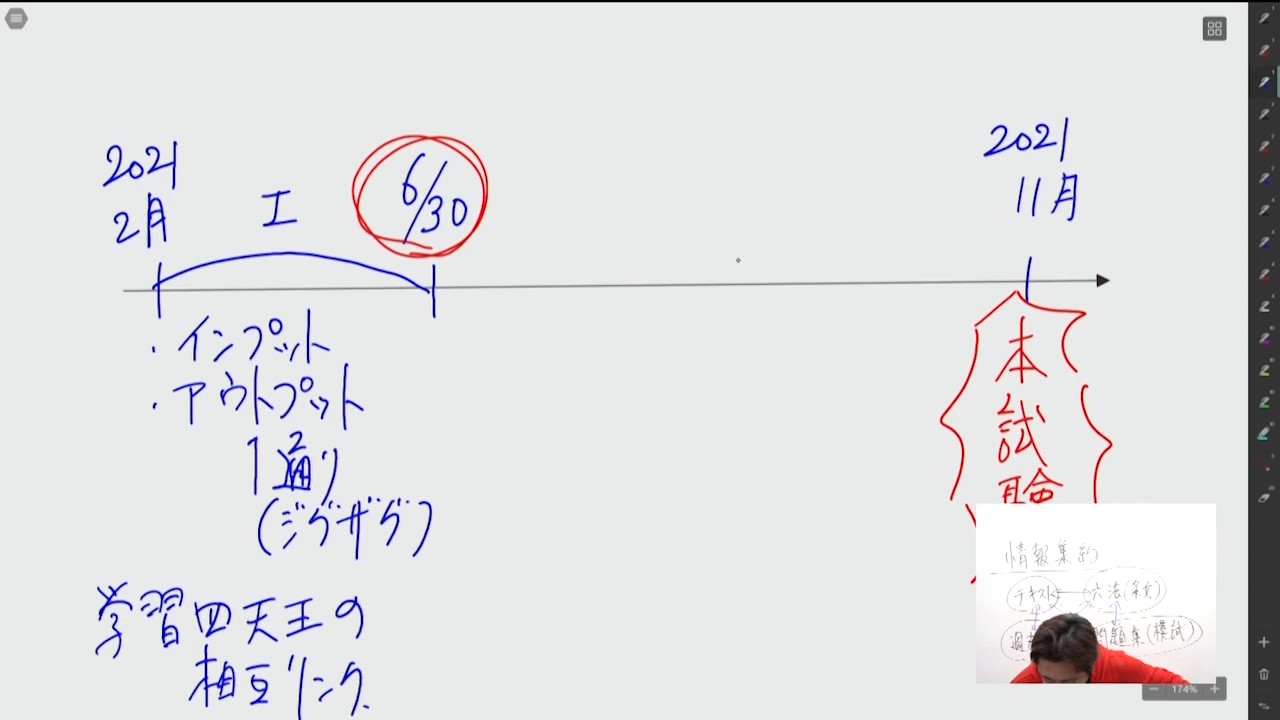 2021
2月
I
6/30
2021
11月
・インプット
・アウトプット
1通り
(ジグザグ)
学習四天王の
相互リンク
本
試
験
情報集約
テキスト
六法(条文)
過
問題集(模試)
174%